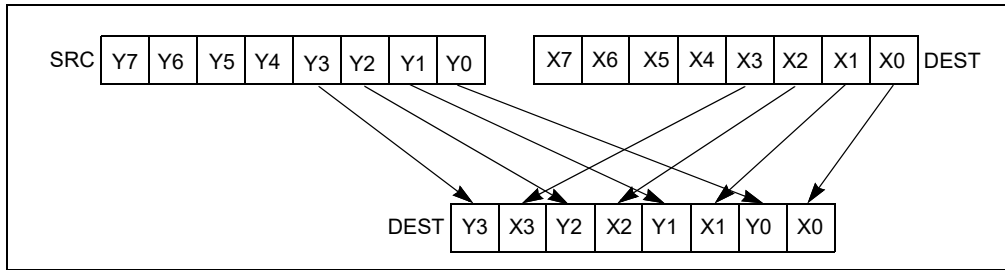 SRC Y7 Y6 Y5 Y4 Y3 Y2 Y1 Y0 X7 X6 X5 X4 X3 X2 X1 X0 DEST
DEST Y3 X3 Y2 X2 Y1 X1 Y0 X0